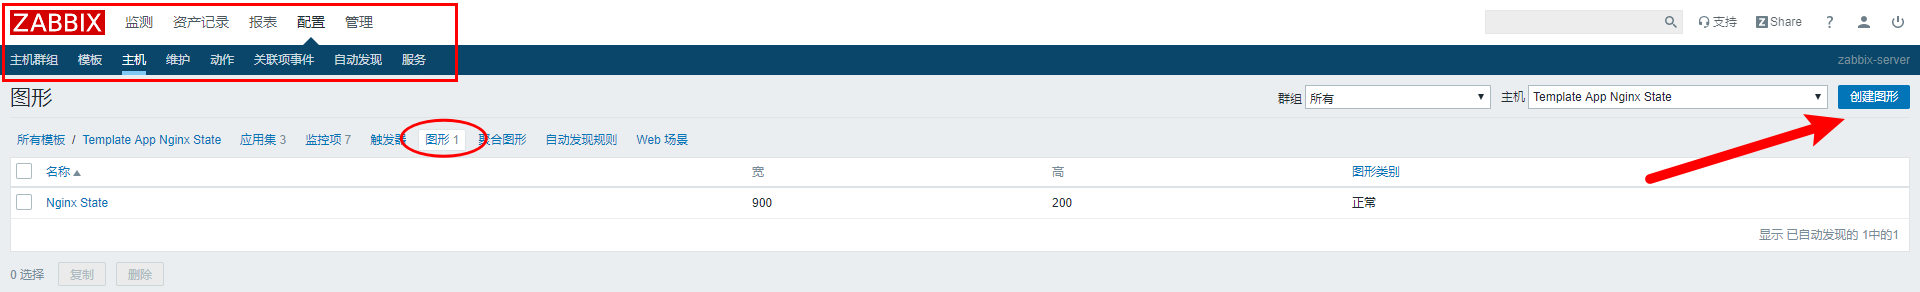 ZABBIX 监测 资产记录 报表 配置 管理 支持 Z Share ?
主机群组 模板 主机 维护 动作 关联项事件 自动发现 服务 zabbix-server
图形 群组 所有 主机 Template App Nginx State 创建图形
所有模板 / Template App Nginx State 应用集 3 监控项 7 触发器 图形 1 聚合图形 自动发现规则 Web 场景
名称 宽 高 图形类别
Nginx State 900 200 正常
显示 已自动发现的 1中的1
0 选择 复制 删除